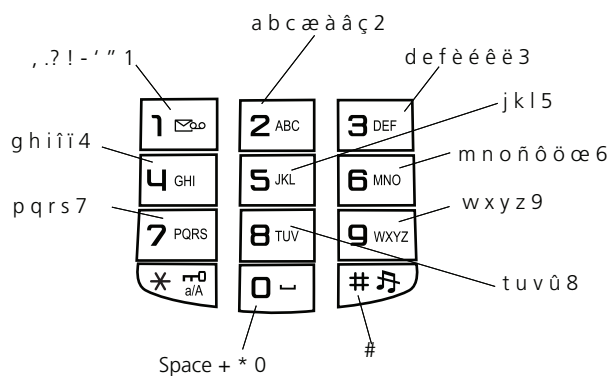 a b c æ à â ç 2
, .? ! - ‘ ” 1
d e f è é ê ë 3
j k l 5
1
2 ABC
3 DEF
g h i î ï 4
m n o ñ ô ö œ 6
4 GHI
5 JKL
6 MNO
p q r s 7
w x y z 9
7 PQRS
8 TUV
9 WXYZ
* a/A
0
#
t u v û 8
#
Space + * 0